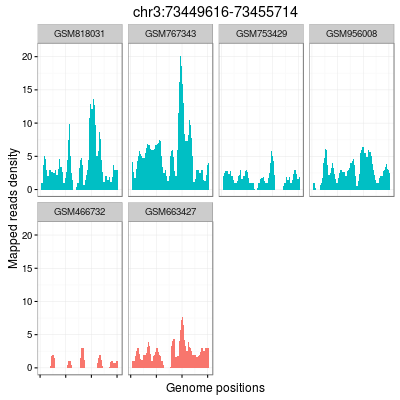 chr3:73449616-73455714
GSM818031 GSM767343 GSM753429 GSM956008
20
15
10
5
0
GSM466732 GSM663427
20
15
10
5
0
Mapped reads density
Genome positions